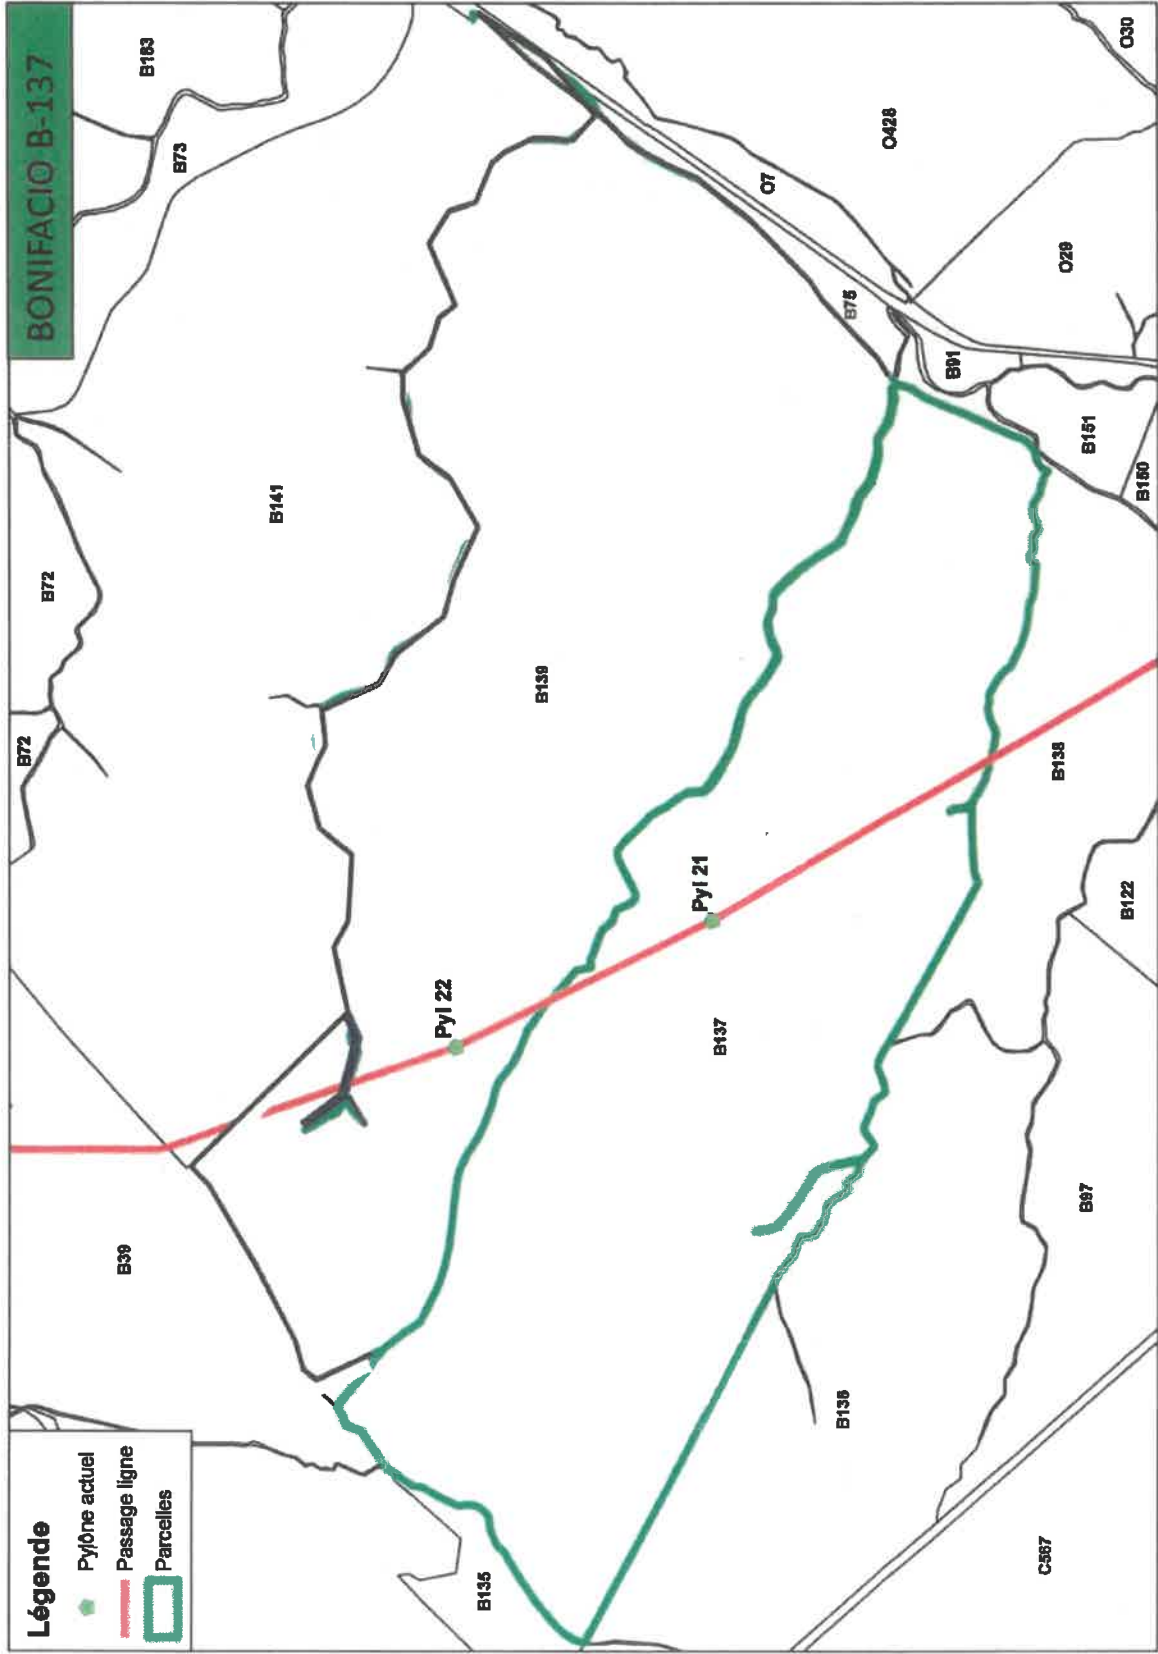 BONIFACIO B-137
Légende
Pylône actuel
Passage ligne
Parcelles
B72
B72
B39
B183
B73
B141
Pyl 22
B135
B139
Pyl 21
B137
O7
B136
B75
O428
B91
C567
B138
O29
B97
B151
B122
O30
B150